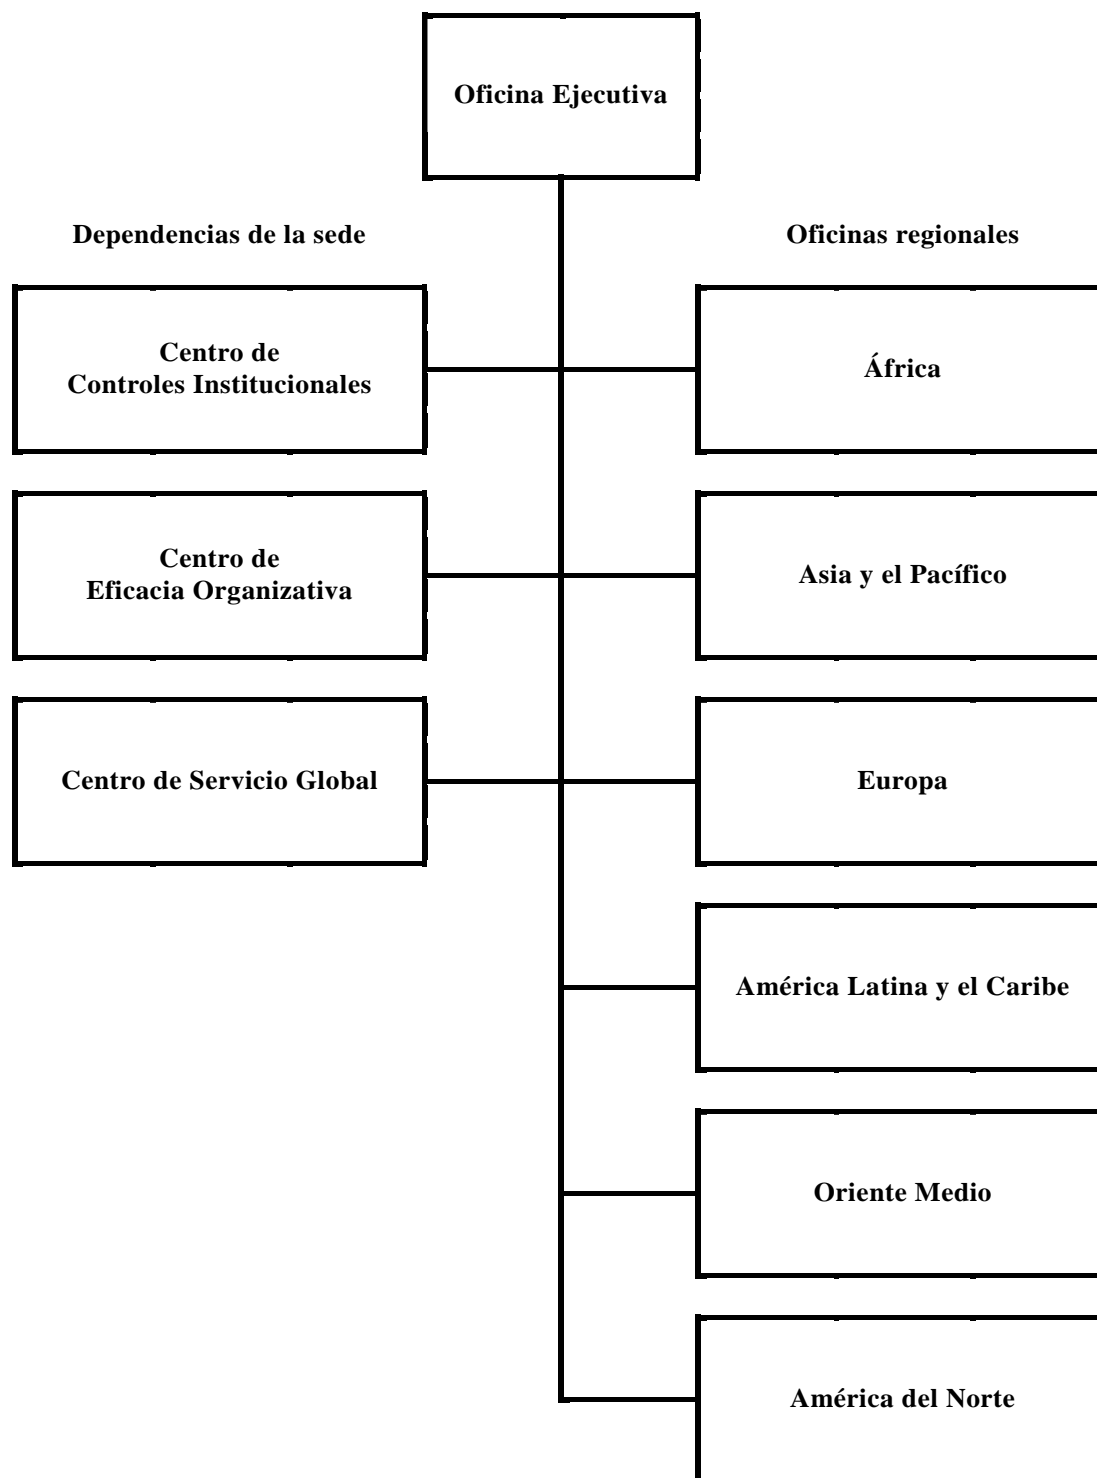 Oficina Ejecutiva
Dependencias de la sede
Oficinas regionales
Centro de
Controles Institucionales
África
Centro de
Eficacia Organizativa
Asia y el Pacífico
Centro de Servicio Global
Europa
América Latina y el Caribe
Oriente Medio
América del Norte